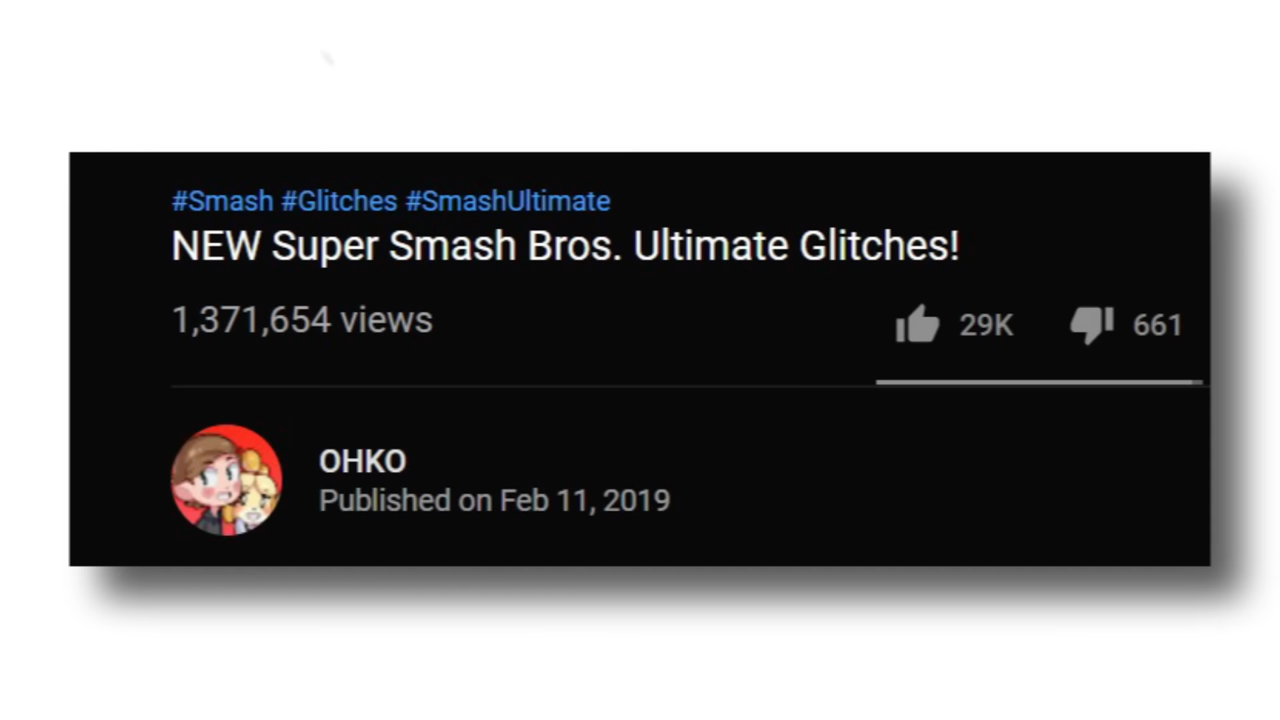 #Smash #Glitches #SmashUltimate
NEW Super Smash Bros. Ultimate Glitches!
1,371,654 views
29K
661
OHKO
Published on Feb 11, 2019